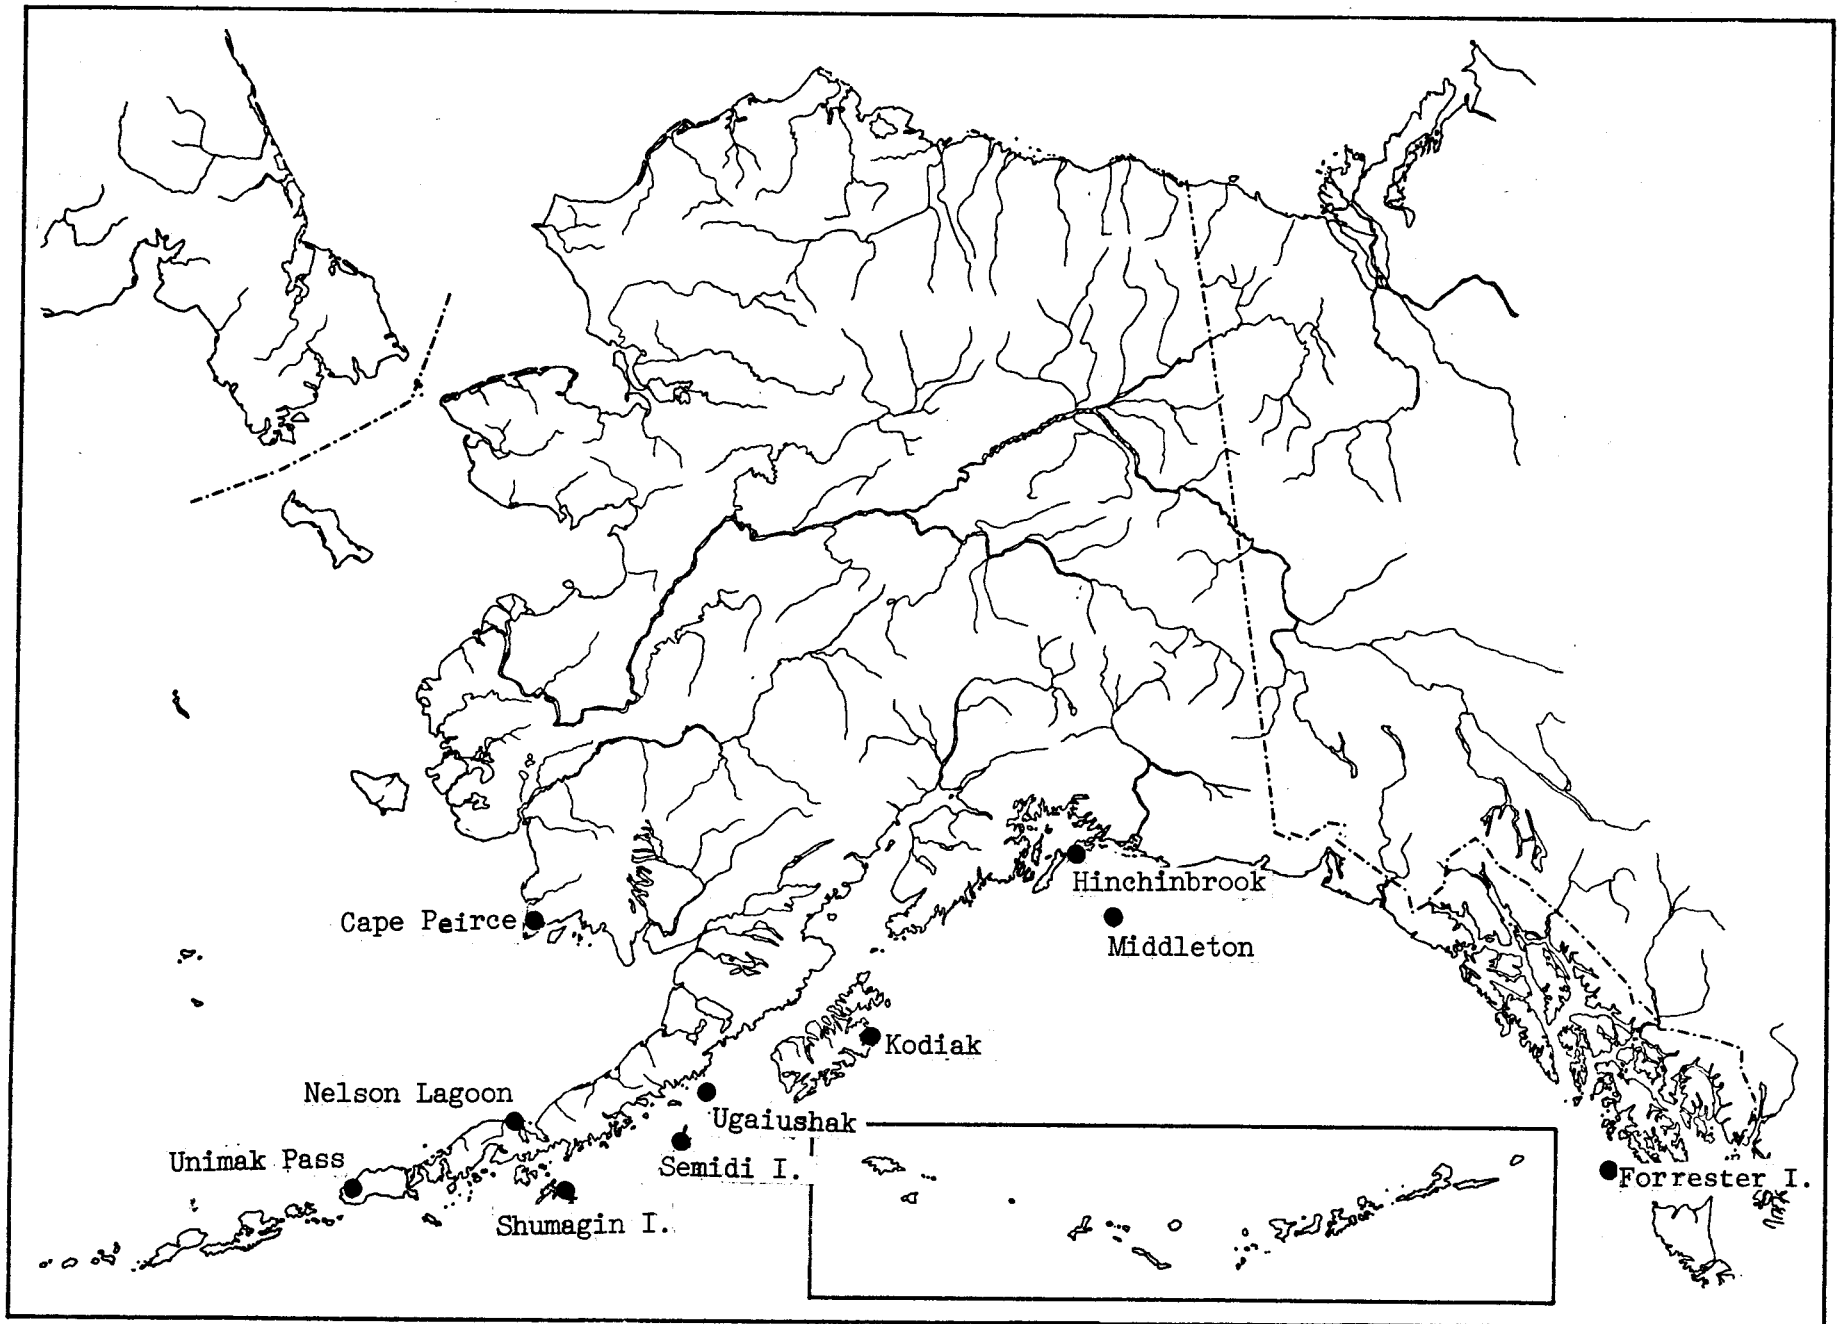 Hinchinbrook
Cape Peirce
Middleton
Kodiak
Nelson Lagoon
Ugaiushak
Unimak Pass
Semidi I.
Forrester I.
Shumagin I.